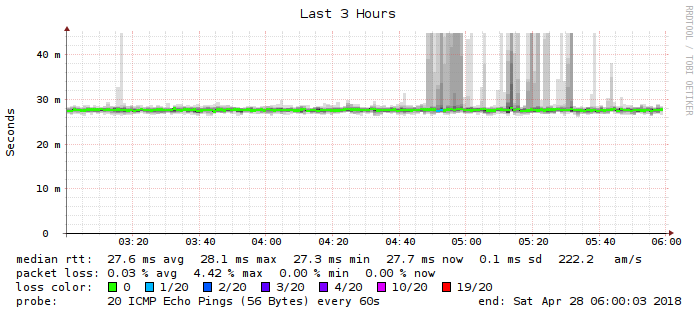 Last 3 Hours
RRDTOOL / TOBI OETIKER
Seconds
40 m
30 m
20 m
10 m
0
03:20 03:40 04:00 04:20 04:40 05:00 05:20 05:40 06:00
median rtt: 27.6 ms avg 28.1 ms max 27.3 ms min 27.7 ms now 0.1 ms sd 222.2 am/s
packet loss: 0.03 % avg 4.42 % max 0.00 % min 0.00 % now
loss color: 0 1/20 2/20 3/20 4/20 10/20 19/20
probe: 20 ICMP Echo Pings (56 Bytes) every 60s end: Sat Apr 28 06:00:03 2018